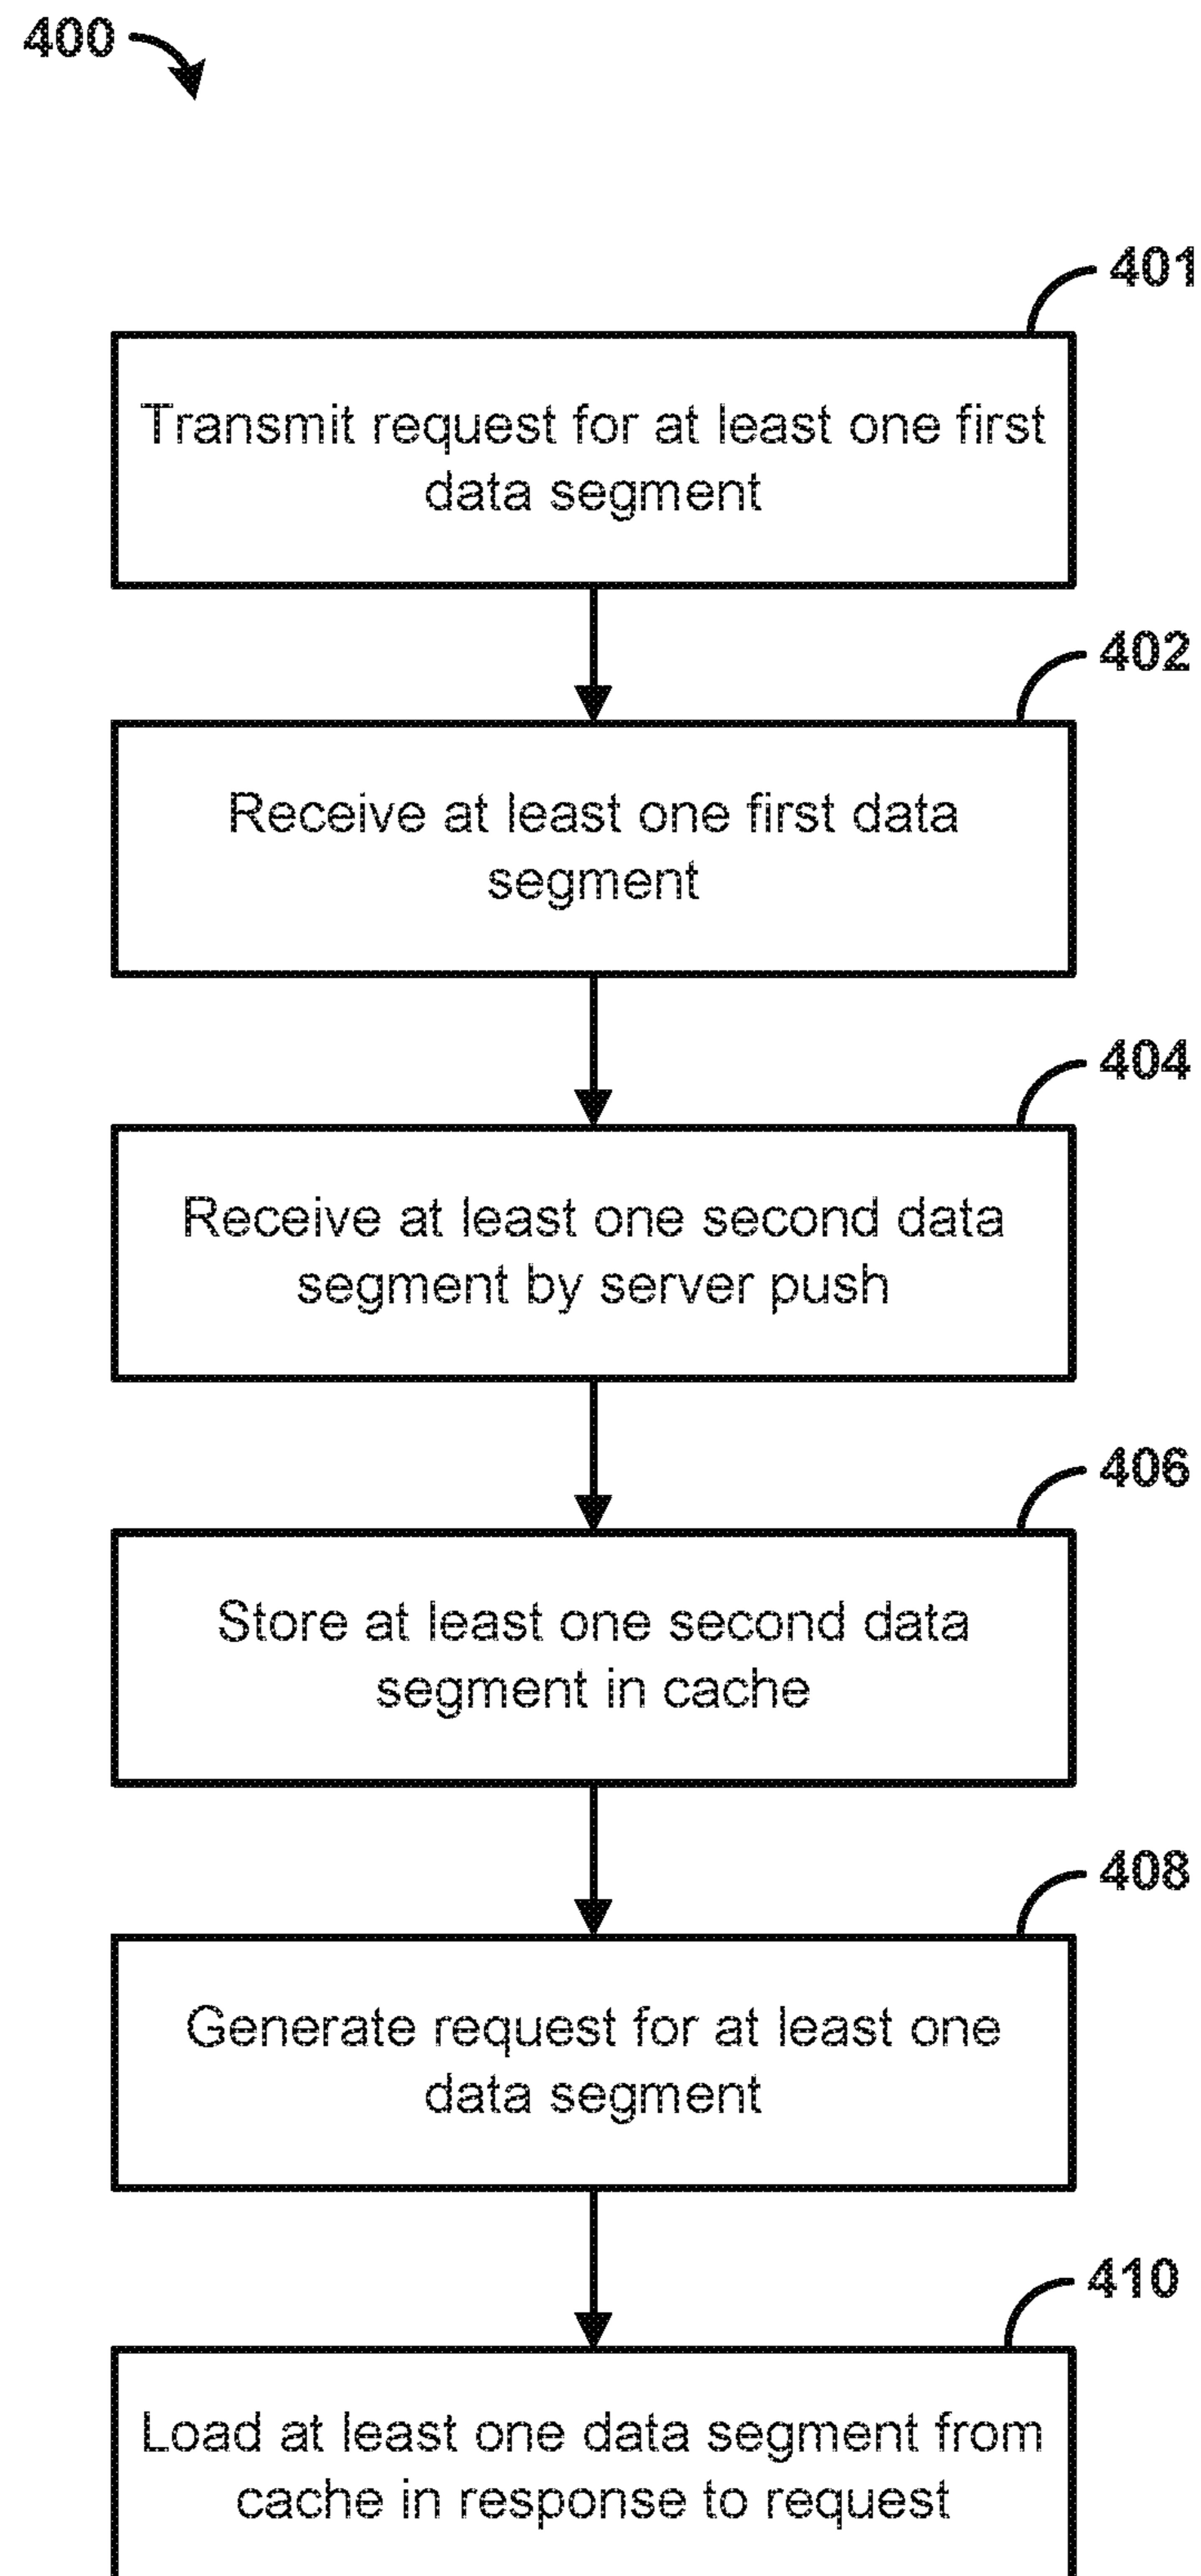 400
401
Transmit request for at least one first
data segment
402
Receive at least one first data
segment
404
Receive at least one second data
segment by server push
406
Store at least one second data
segment in cache
408
Generate request for at least one
data segment
410
Load at least one data segment from
cache in response to request